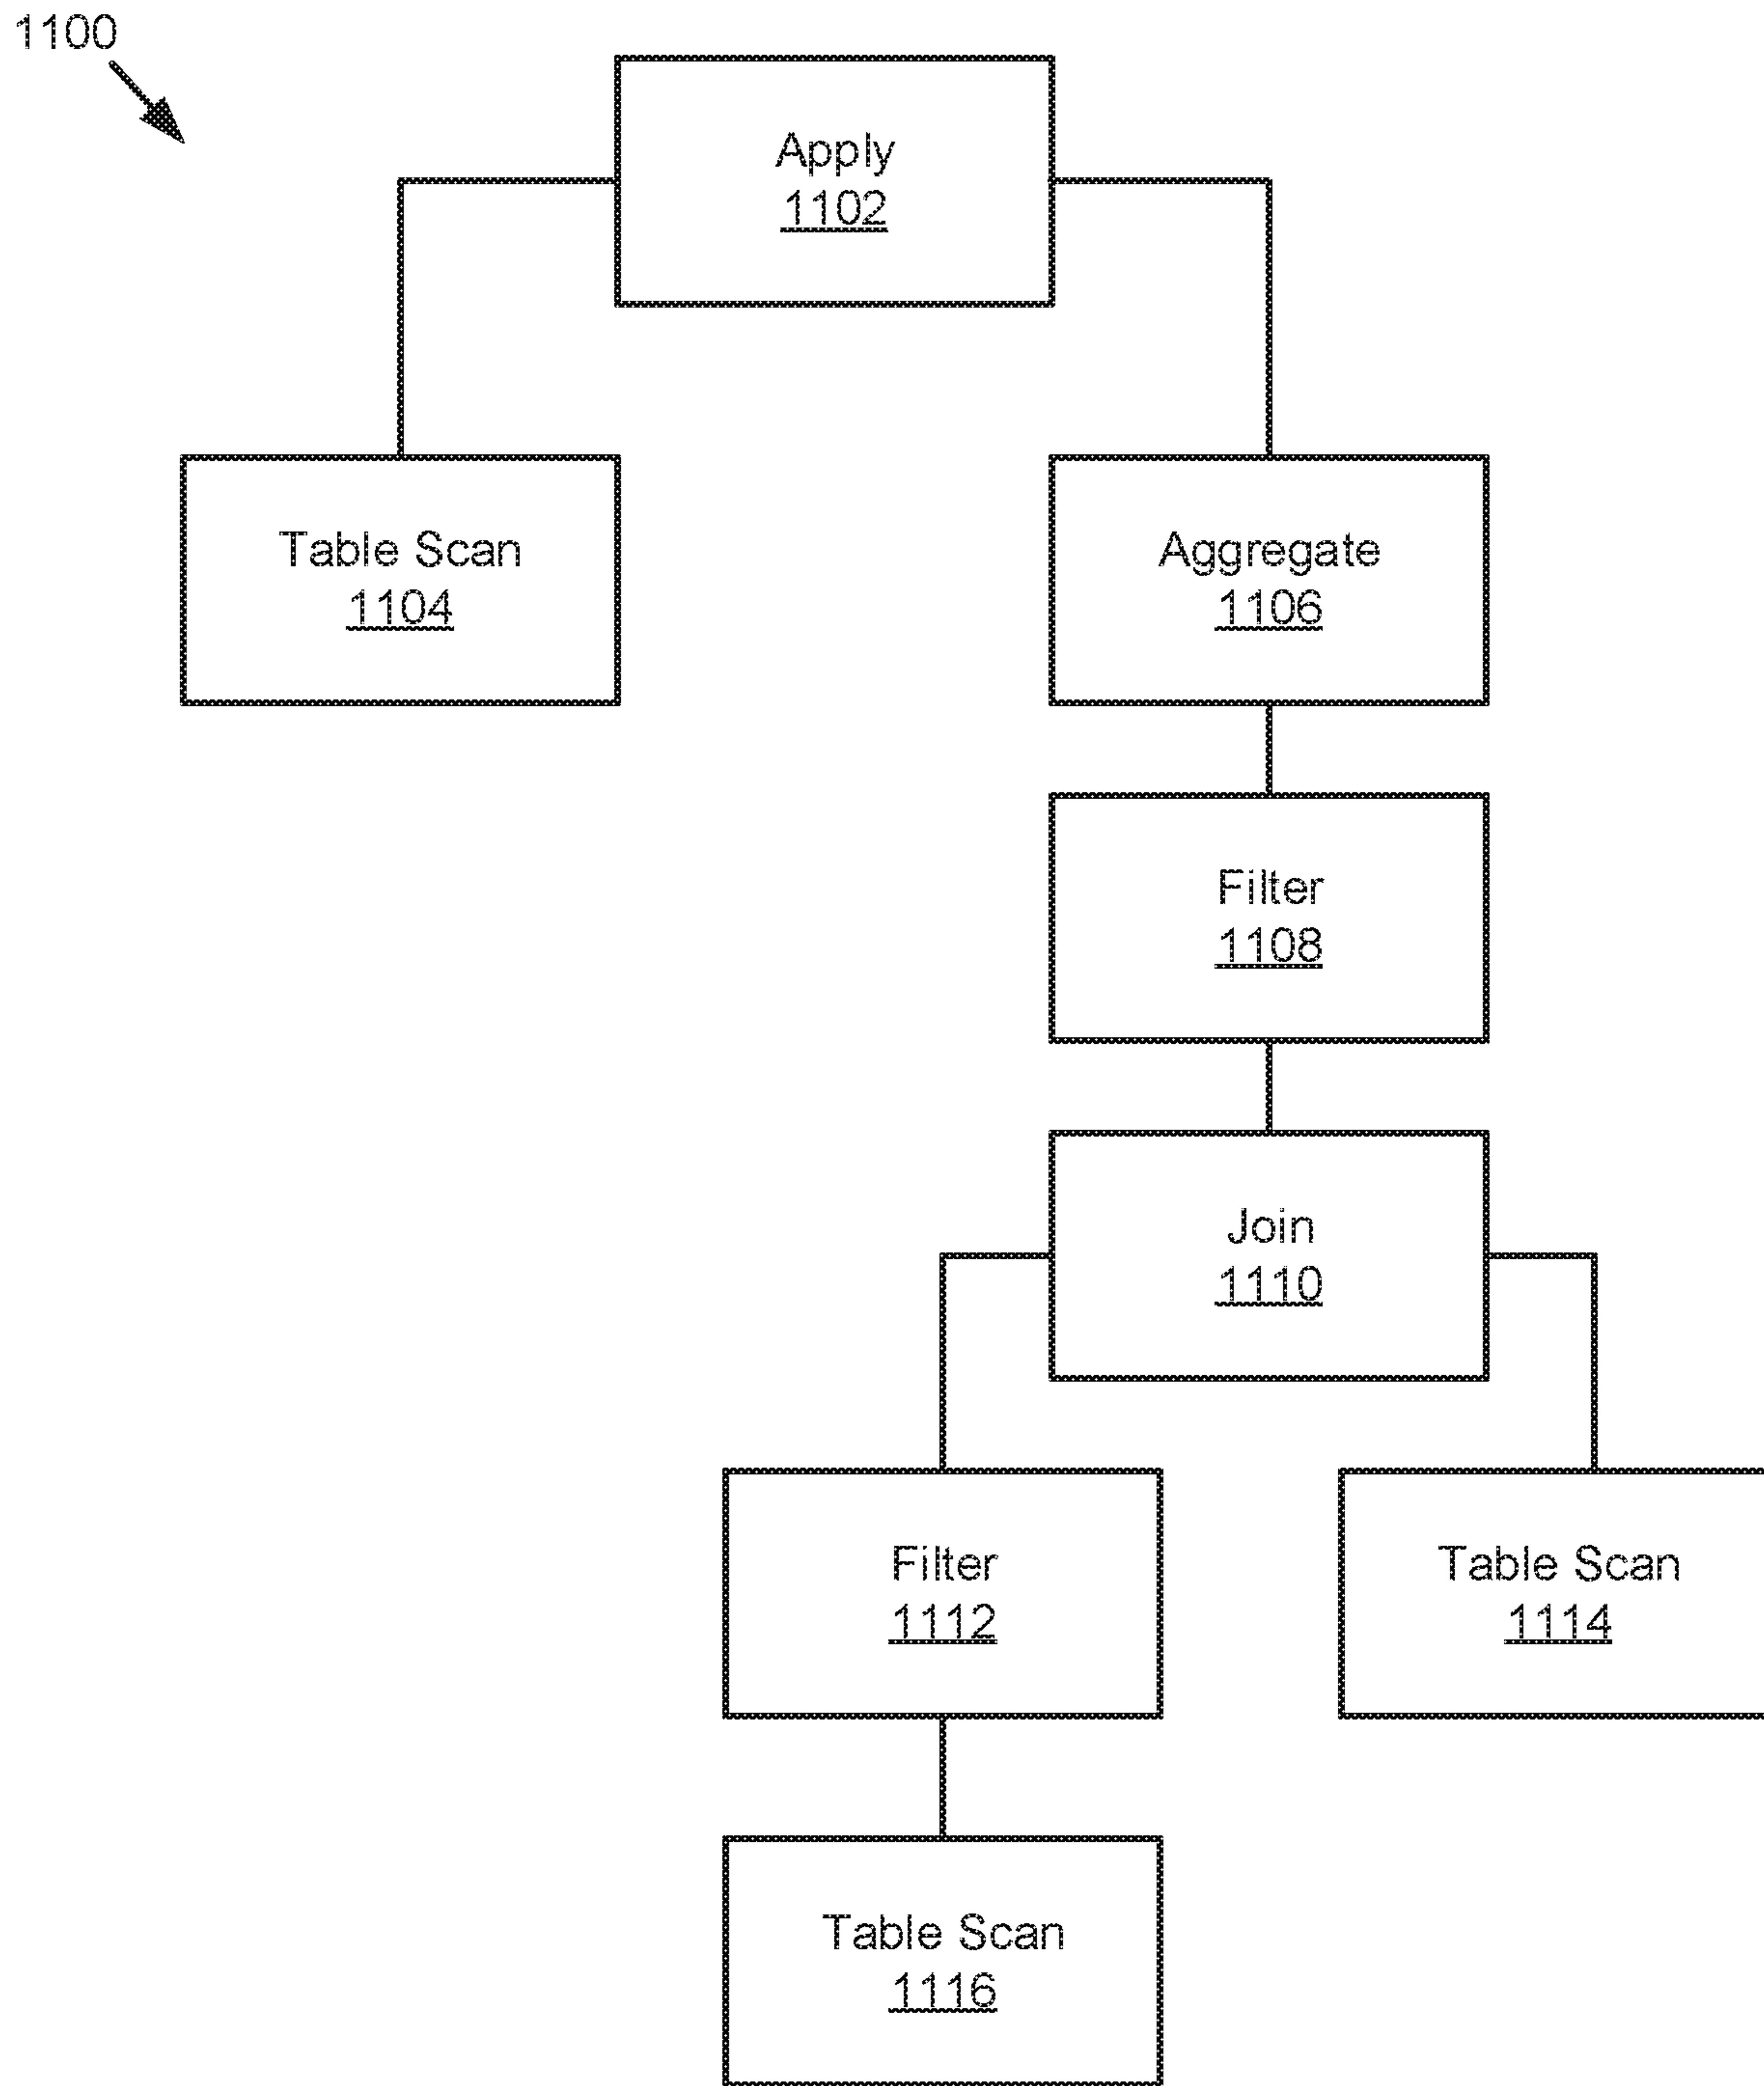 1100
Apply
1102
Table Scan
1104
Aggregate
1106
Filter
1108
Join
1110
Filter
1112
Table Scan
1114
Table Scan
1116